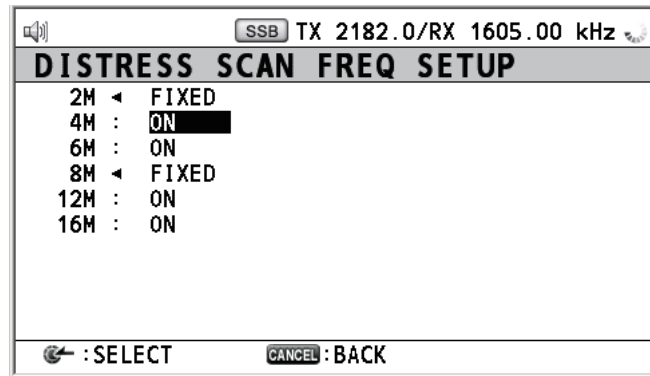 SSB TX 2182.0/RX 1605.00 kHz
DISTRESS SCAN FREQ SETUP
2M ◄ FIXED
4M : ON
6M : ON
8M ◄ FIXED
12M : ON
16M : ON
:SELECT CANCEL :BACK